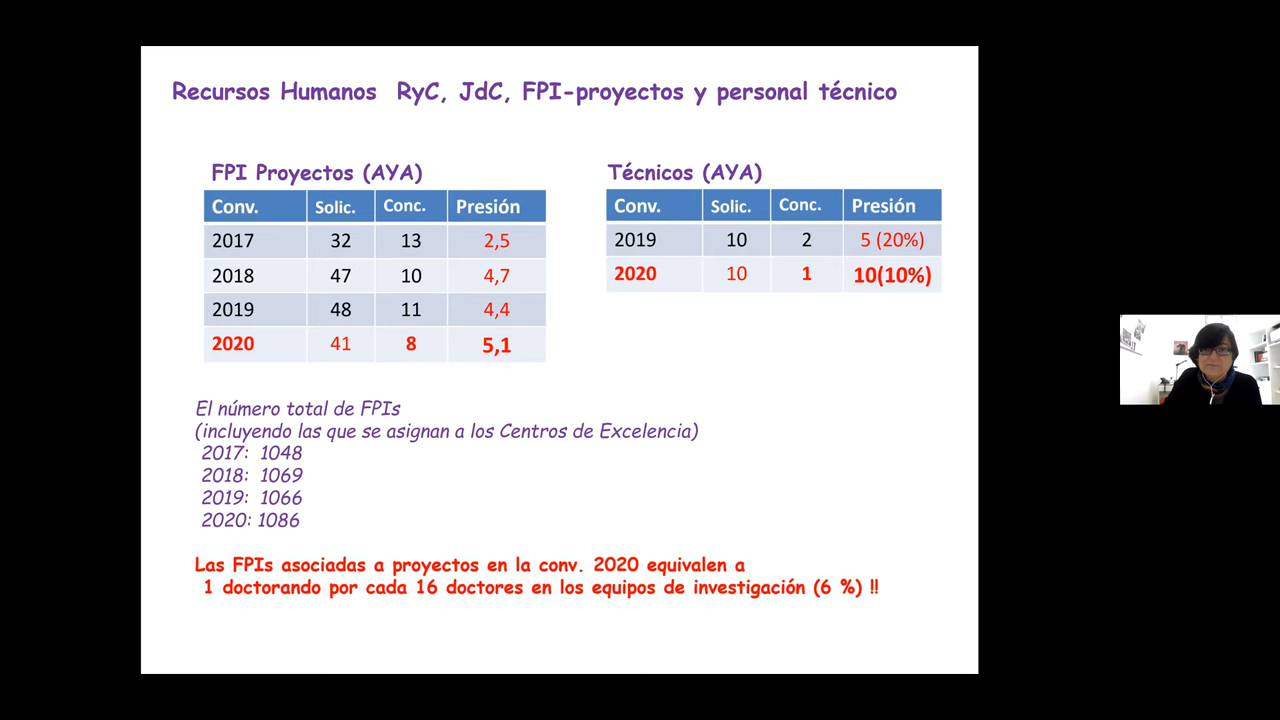 Recursos Humanos RyC, JdC, FPI-proyectos y personal técnico
FPI Proyectos (AYA)
Conv. Solic. Conc. Presión
2017 32 13 2,5
2018 47 10 4,7
2019 48 11 4,4
2020 41 8 5,1
Técnicos (AYA)
Conv. Solic. Conc. Presión
2019 10 2 5 (20%)
2020 10 1 10(10%)
El número total de FPIs
(incluyendo las que se asignan a los Centros de Excelencia)
2017: 1048
2018: 1069
2019: 1066
2020: 1086
Las FPIs asociadas a proyectos en la conv. 2020 equivalen a
1 doctorando por cada 16 doctores en los equipos de investigación (6 %) !!